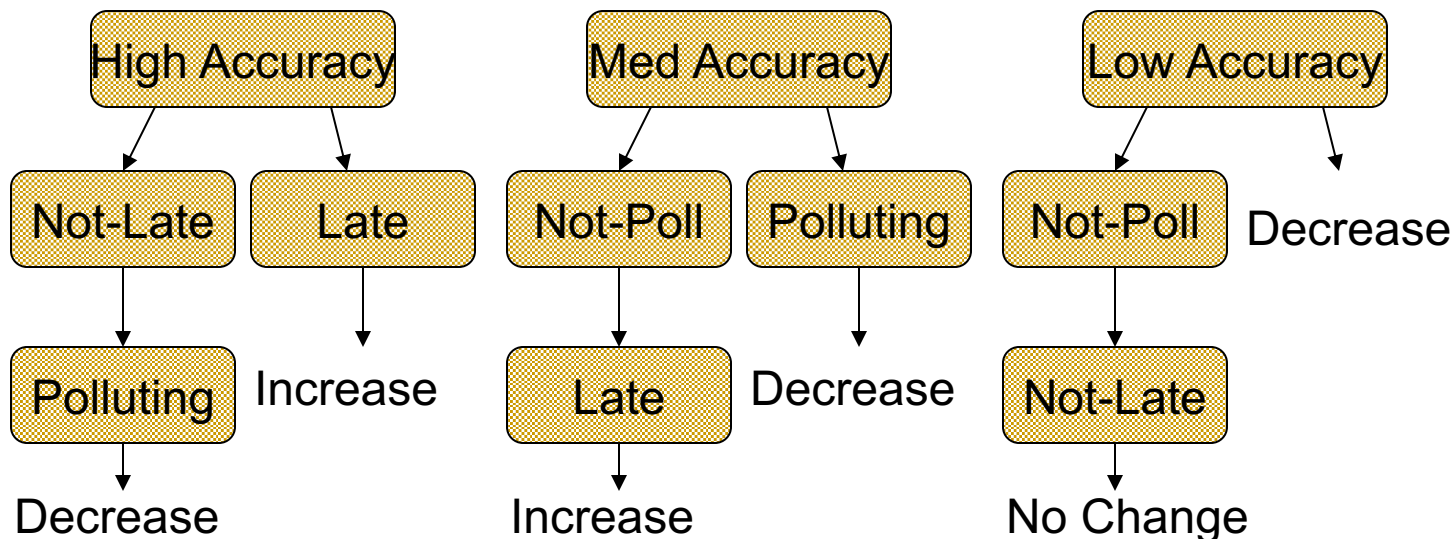 High Accuracy
Med Accuracy
Low Accuracy
Not-Late
Late
Not-Poll
Polluting
Not-Poll
Decrease
Polluting
Increase
Late
Decrease
Not-Late
Decrease
Increase
No Change